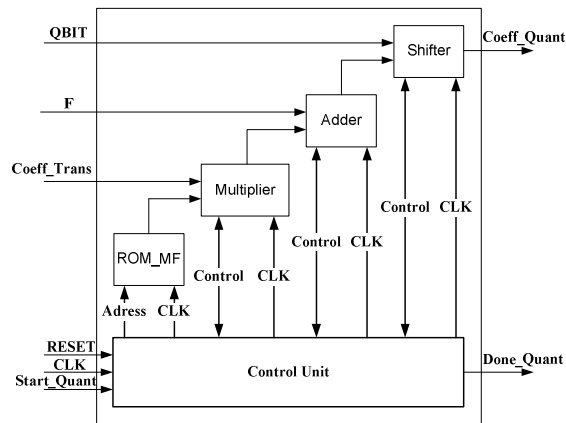 QBIT
Shifter
Coeff_Quant
F
Adder
Coeff_Trans
Multiplier
Control
CLK
Control
CLK
ROM_MF
Control
CLK
Adress
CLK
RESET
CLK
Start_Quant
Control Unit
Done_Quant